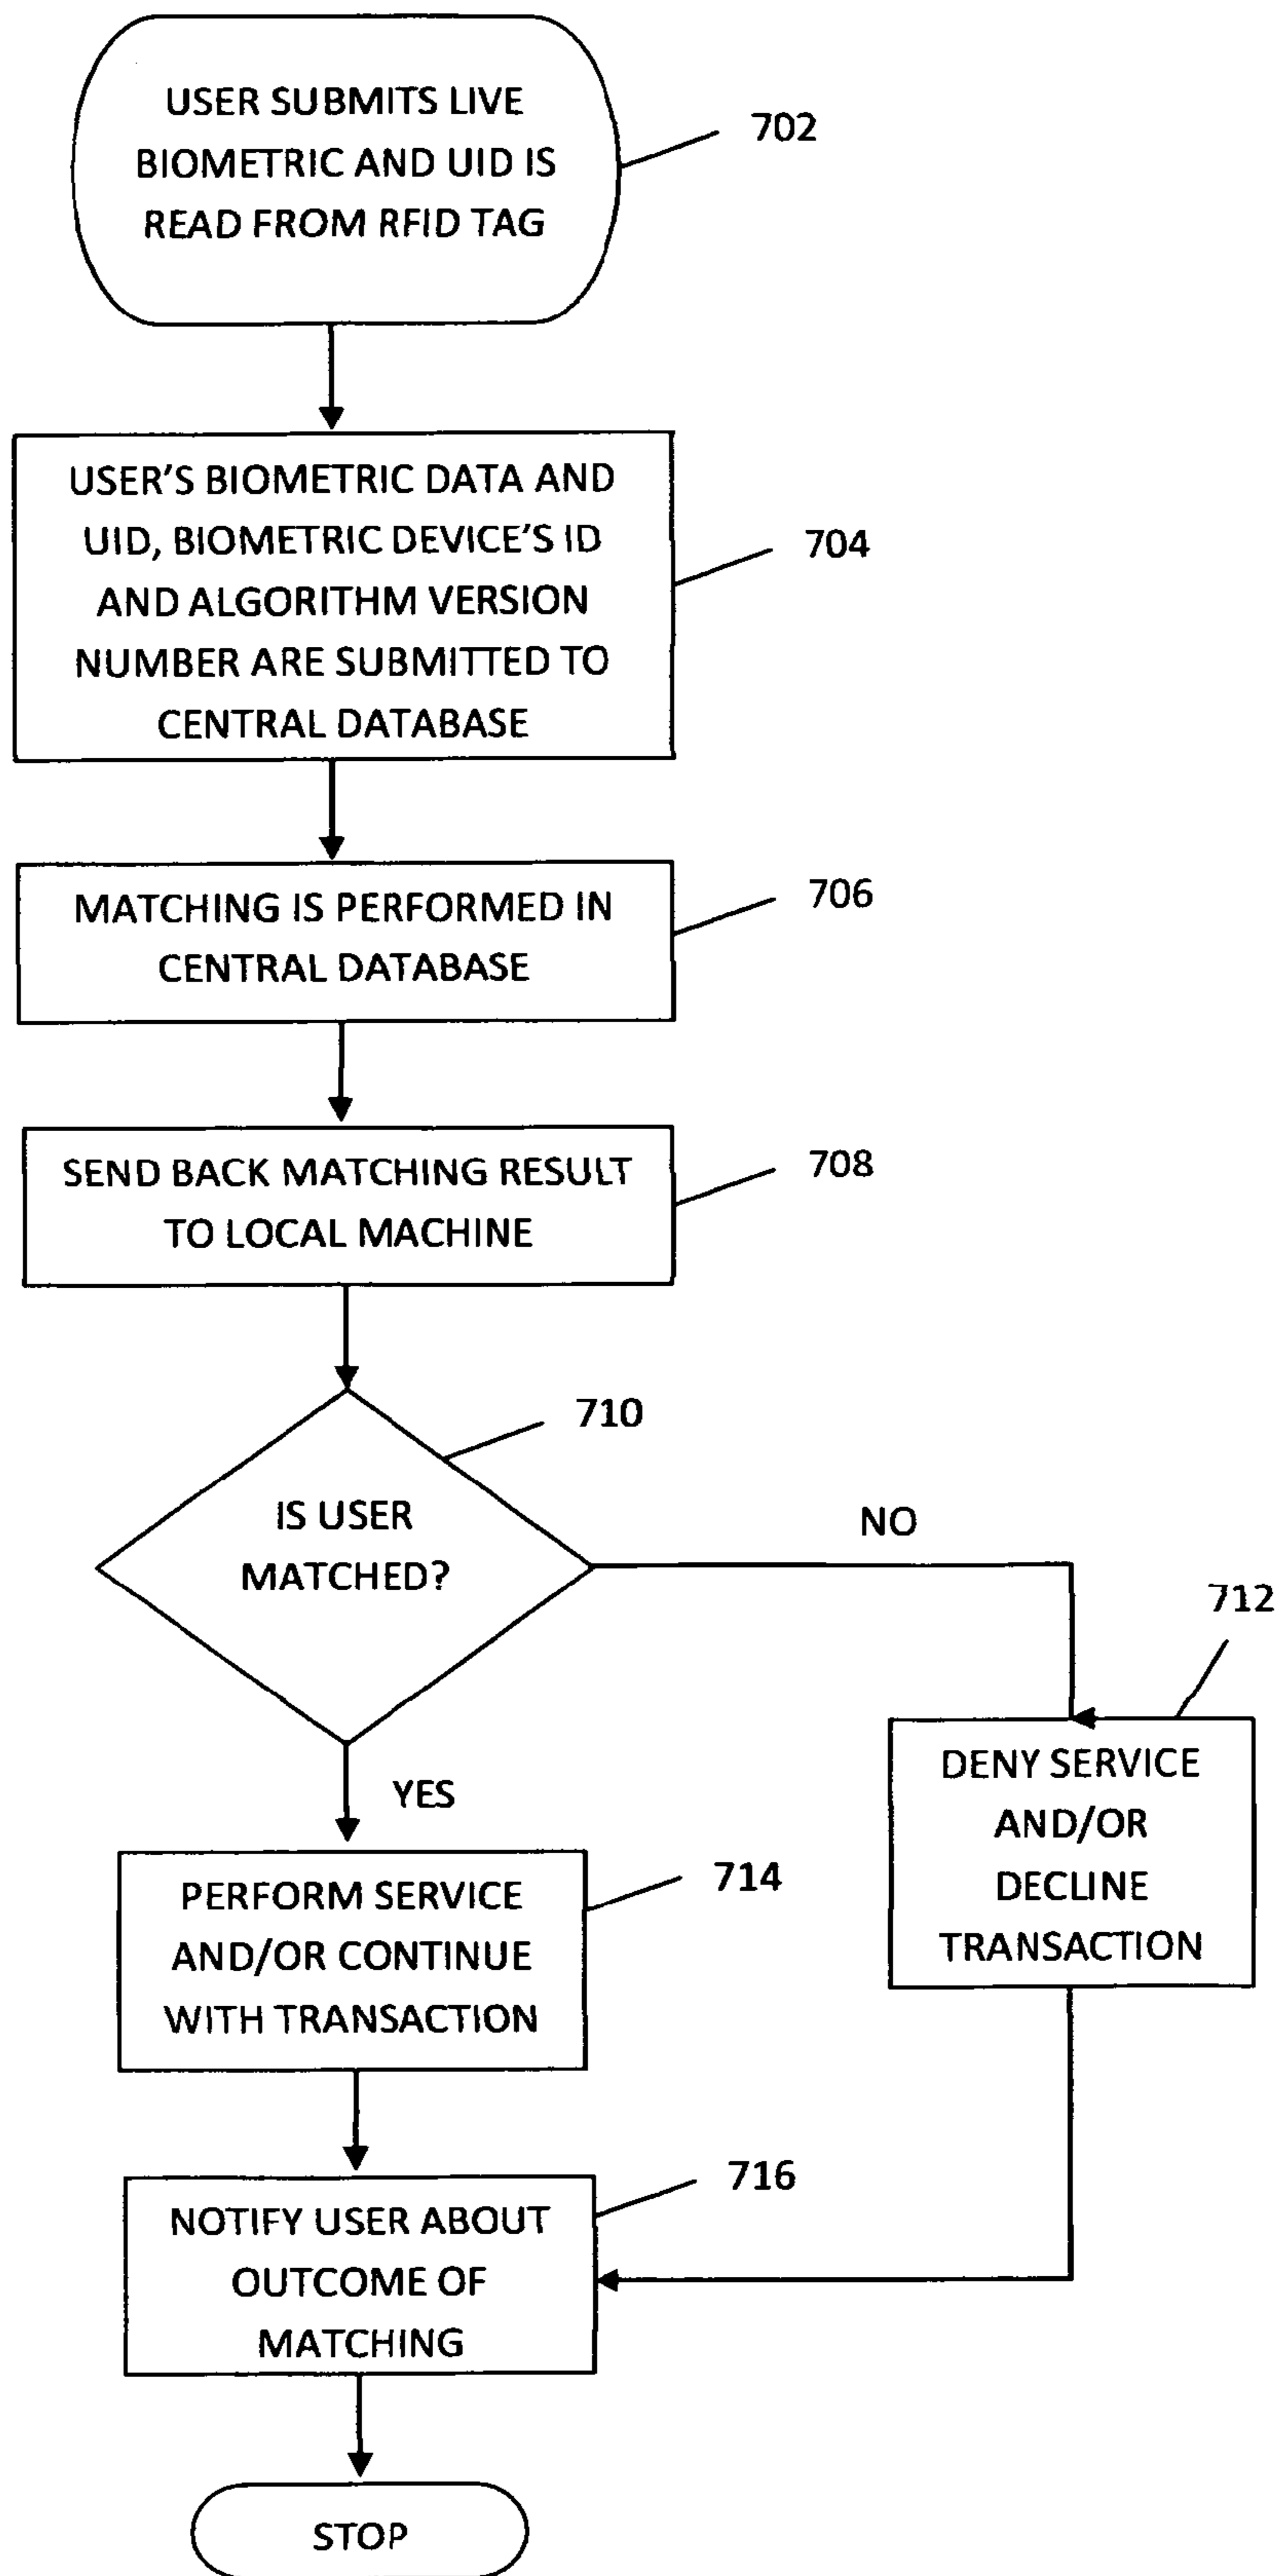 USER SUBMITS LIVE
BIOMETRIC AND UID IS
READ FROM RFID TAG
702
USER'S BIOMETRIC DATA AND
UID, BIOMETRIC DEVICE'S ID
AND ALGORITHM VERSION
NUMBER ARE SUBMITTED TO
CENTRAL DATABASE
704
MATCHING IS PERFORMED IN
CENTRAL DATABASE
706
SEND BACK MATCHING RESULT
TO LOCAL MACHINE
708
710
IS USER
MATCHED?
NO
712
DENY SERVICE
AND/OR
DECLINE
TRANSACTION
YES
714
PERFORM SERVICE
AND/OR CONTINUE
WITH TRANSACTION
716
NOTIFY USER ABOUT
OUTCOME OF
MATCHING
STOP